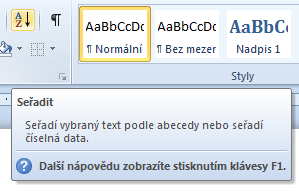 A
Z
¶
AaBbCcDc AaBbCcDc AaBbCc
¶ Normální ¶ Bez mezer Nadpis 1
Styly
Seřadit
Seřadí vybraný text podle abecedy nebo seřadí
číselná data.
Další nápovědu zobrazíte stisknutím klávesy F1.